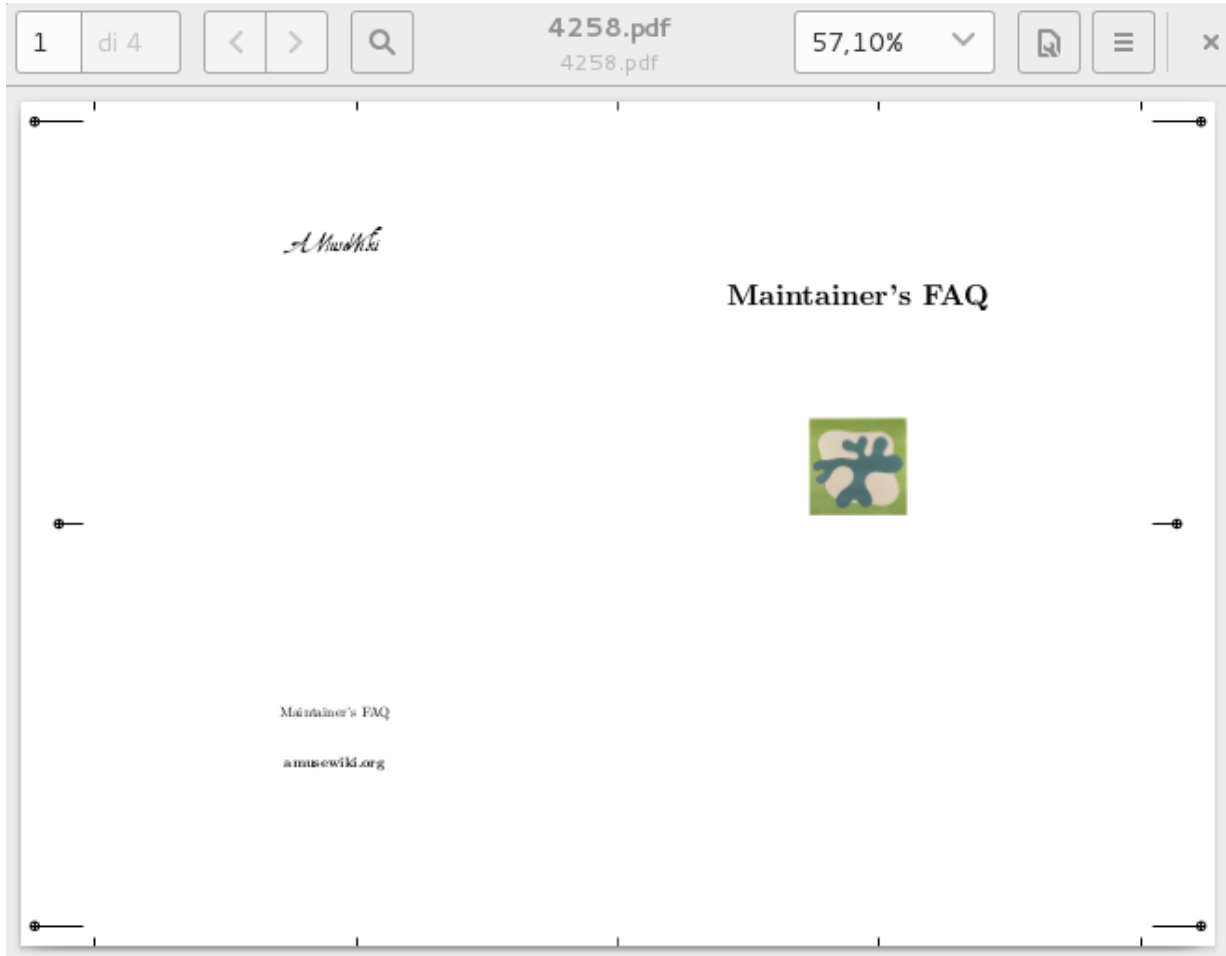 1 di 4
4258.pdf
4258.pdf
57,10%
AMuseWiki
Maintainer's FAQ
Maintainer's FAQ
amusewiki.org